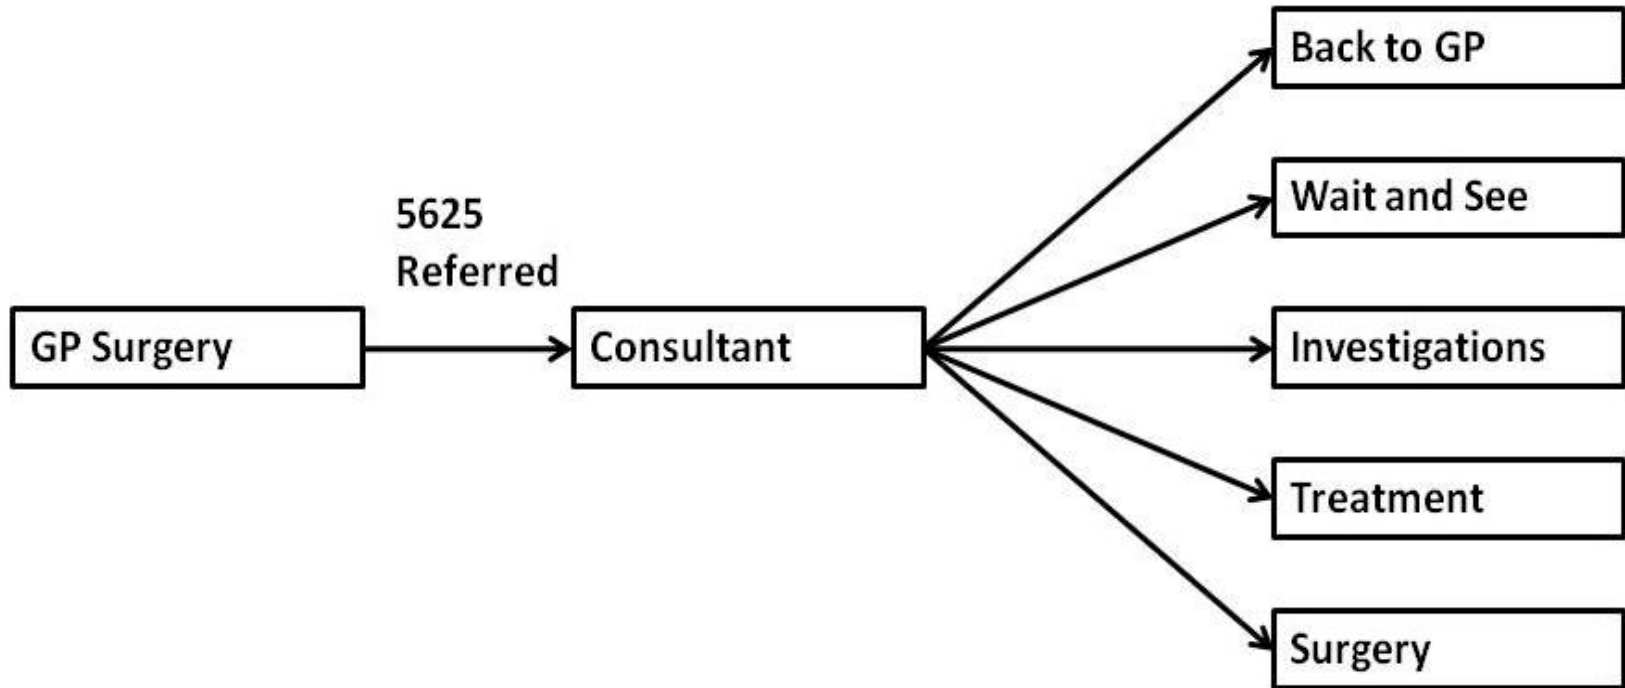 GP Surgery
5625
Referred
Consultant
Back to GP
Wait and See
Investigations
Treatment
Surgery